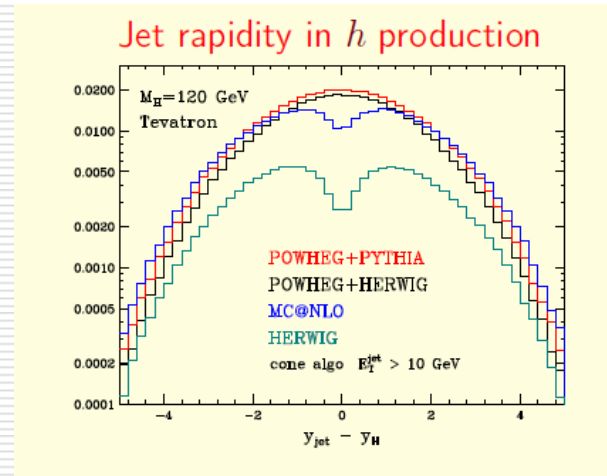 Jet rapidity in h production
M_H=120 GeV
Tevatron
0.0200
0.0100
0.0050
0.0020
0.0010
0.0005
0.0002
0.0001
POWHEG+PYTHIA
POWHEG+HERWIG
MC@NLO
HERWIG
cone algo E_T^jet > 10 GeV
−4 −2 0 2 4
y_jet − y_H